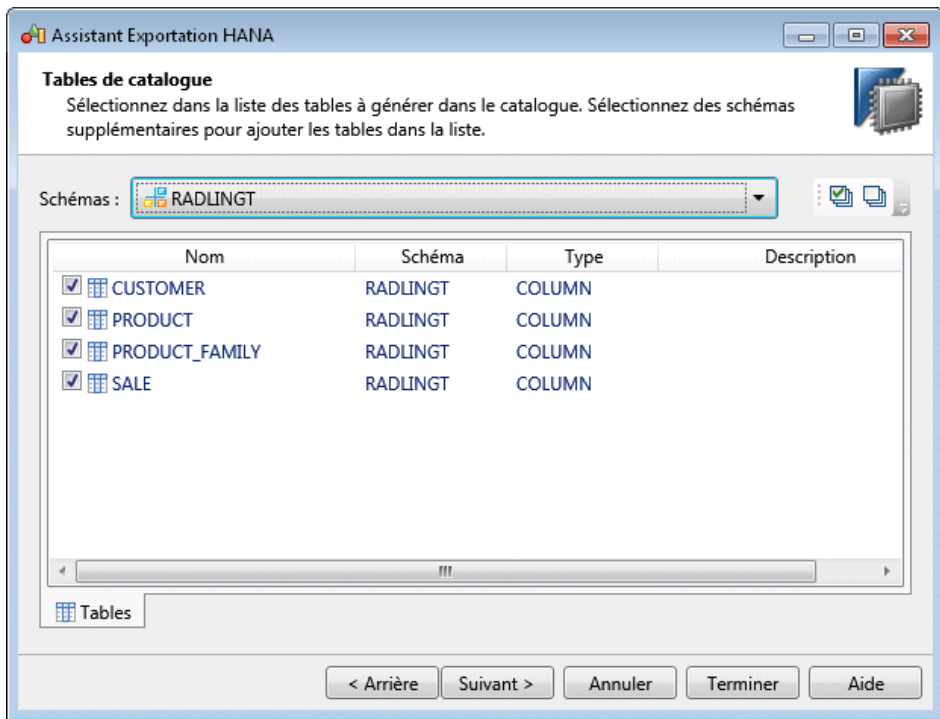 Assistant Exportation HANA
Tables de catalogue
Sélectionnez dans la liste des tables à générer dans le catalogue. Sélectionnez des schémas
supplémentaires pour ajouter les tables dans la liste.
Schémas : RADLINGT
Nom Schéma Type Description
CUSTOMER RADLINGT COLUMN
PRODUCT RADLINGT COLUMN
PRODUCT_FAMILY RADLINGT COLUMN
SALE RADLINGT COLUMN
Tables
< Arrière Suivant > Annuler Terminer Aide